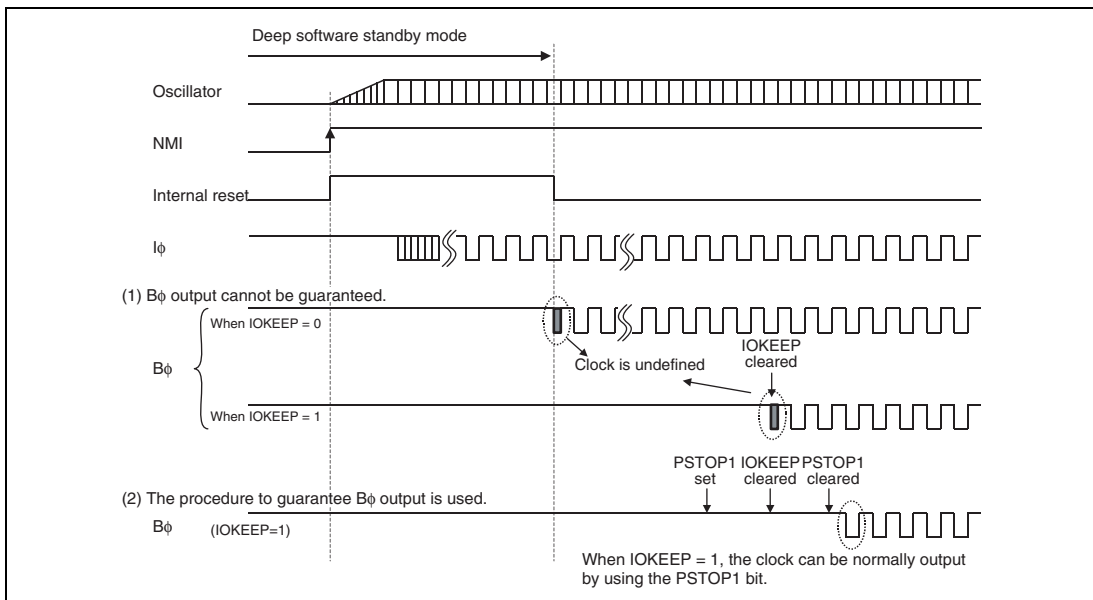 Deep software standby mode
Oscillator
NMI
Internal reset
Iϕ
(1) Bϕ output cannot be guaranteed.
When IOKEEP = 0
Bϕ
Clock is undefined
IOKEEP
cleared
When IOKEEP = 1
PSTOP1 IOKEEP PSTOP1
set cleared cleared
(2) The procedure to guarantee Bϕ output is used.
Bϕ (IOKEEP=1)
When IOKEEP = 1, the clock can be normally output
by using the PSTOP1 bit.